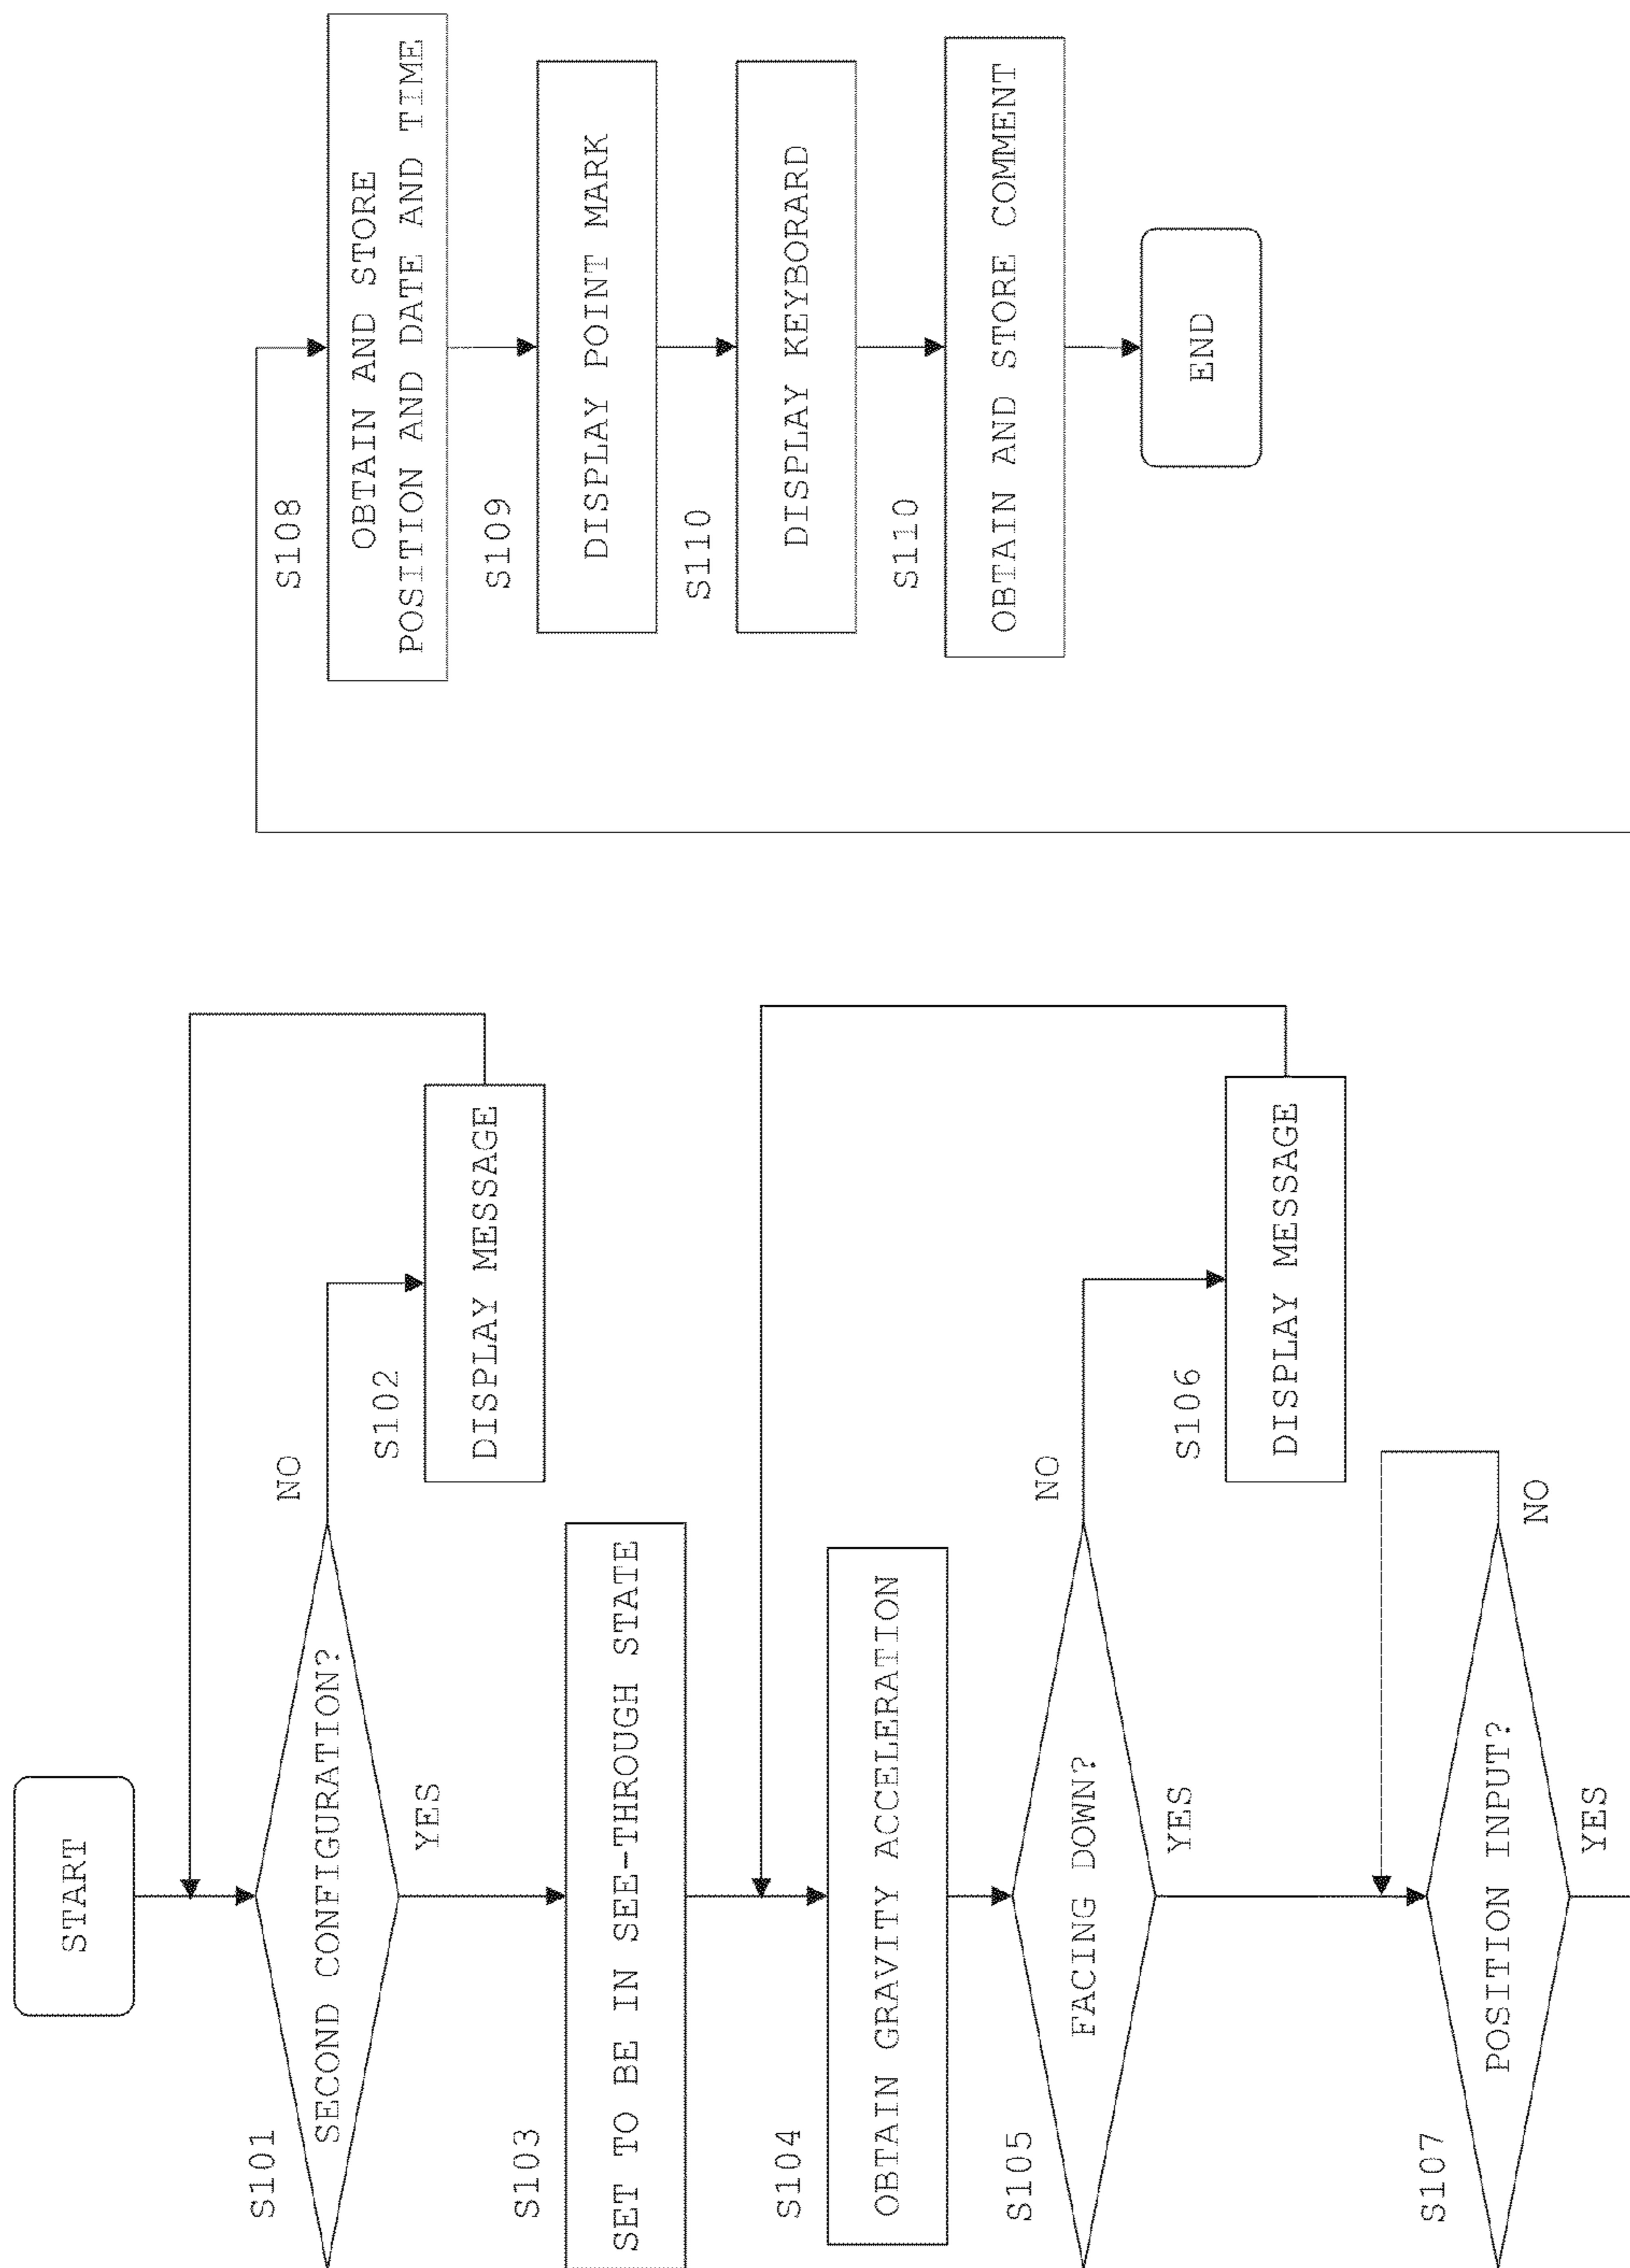 START
S101
SECOND CONFIGURATION?
NO
YES
S102
DISPLAY MESSAGE
S103
SET TO BE IN SEE-THROUGH STATE
S104
OBTAIN GRAVITY ACCELERATION
S105
FACING DOWN?
NO
YES
S106
DISPLAY MESSAGE
S107
POSITION INPUT?
NO
YES
S108
OBTAIN AND STORE
POSITION AND DATE AND TIME
S109
DISPLAY POINT MARK
S110
DISPLAY KEYBORARD
S110
OBTAIN AND STORE COMMENT
END